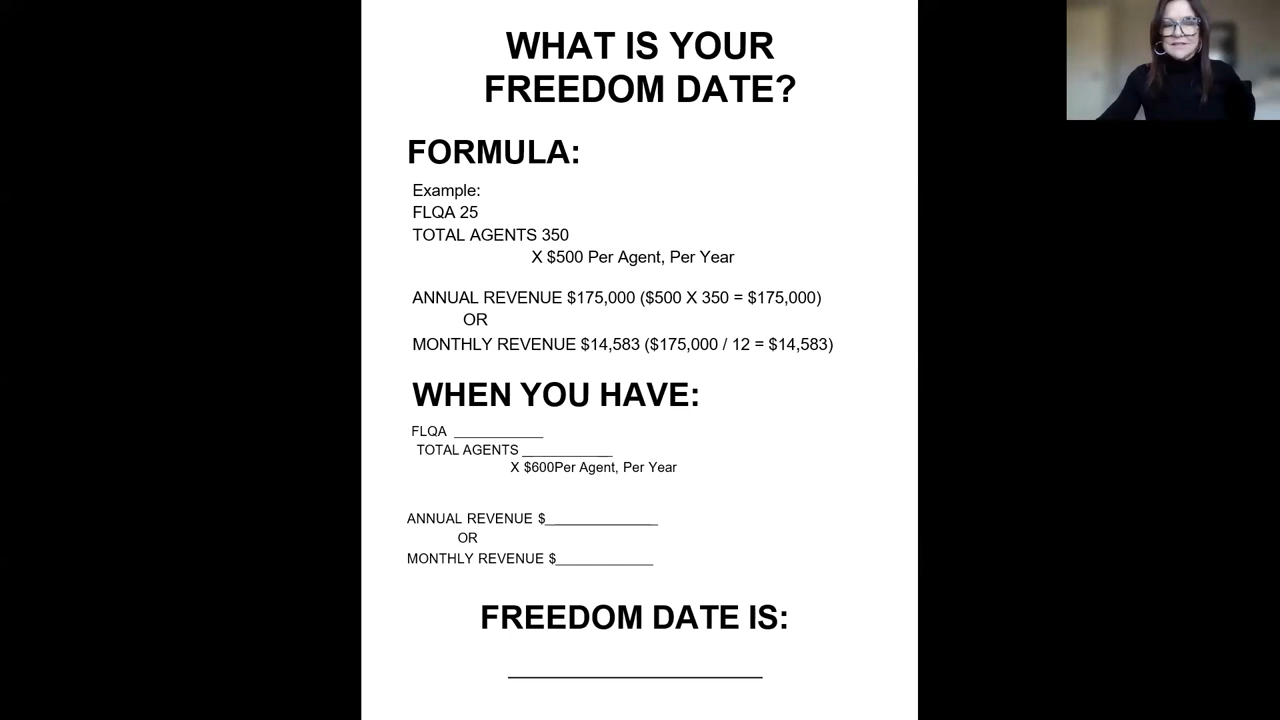 WHAT IS YOUR
FREEDOM DATE?
FORMULA:
Example:
FLQA 25
TOTAL AGENTS 350
X $500 Per Agent, Per Year
ANNUAL REVENUE $175,000 ($500 X 350 = $175,000)
OR
MONTHLY REVENUE $14,583 ($175,000 / 12 = $14,583)
WHEN YOU HAVE:
FLQA ___________
TOTAL AGENTS ___________
X $600Per Agent, Per Year
ANNUAL REVENUE $______________
OR
MONTHLY REVENUE $____________
FREEDOM DATE IS:
____________________